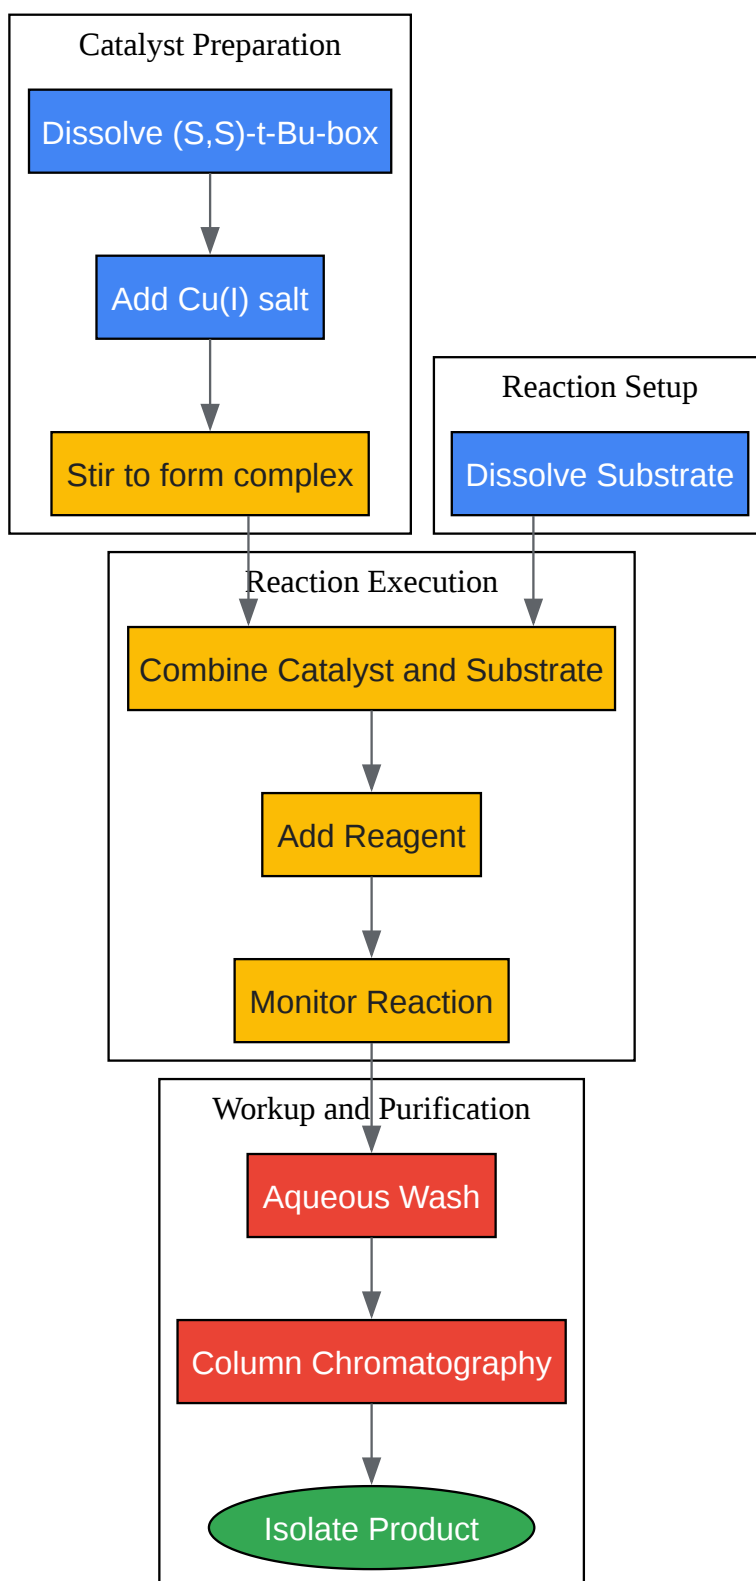 Catalyst Preparation
Dissolve (S,S)-t-Bu-box
Add Cu(I) salt
Stir to form complex
Reaction Setup
Dissolve Substrate
Reaction Execution
Combine Catalyst and Substrate
Add Reagent
Monitor Reaction
Workup and Purification
Aqueous Wash
Column Chromatography
Isolate Product